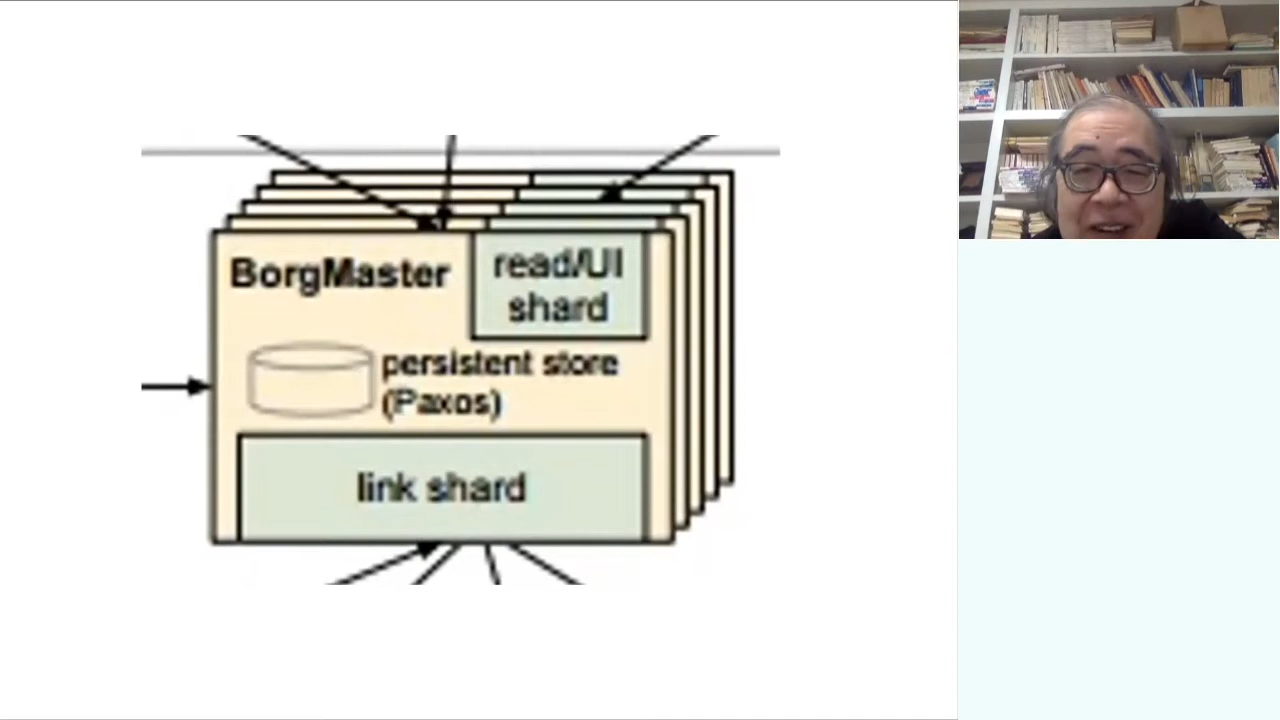 BorgMaster
read/UI
shard
persistent store
(Paxos)
link shard